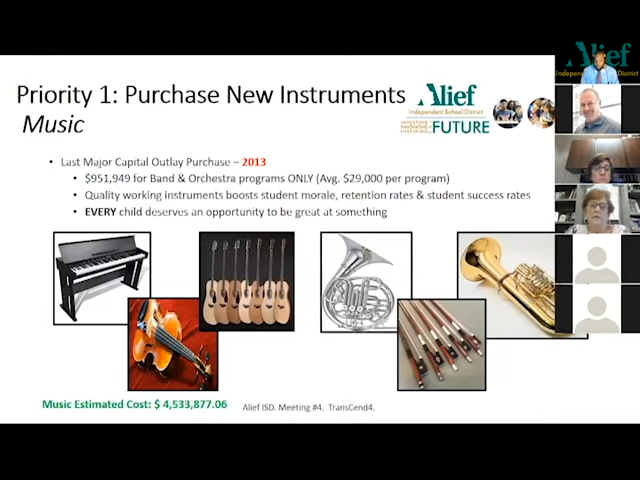 Priority 1: Purchase New Instruments
Music
Alief
Independent School District
FUTURE
• Last Major Capital Outlay Purchase – 2013
• $951,949 for Band & Orchestra programs ONLY (Avg. $29,000 per program)
• Quality working instruments boosts student morale, retention rates & student success rates
• EVERY child deserves an opportunity to be great at something
Music Estimated Cost: $ 4,533,877.06
Alief ISD. Meeting #4. TransCend4.
Alief